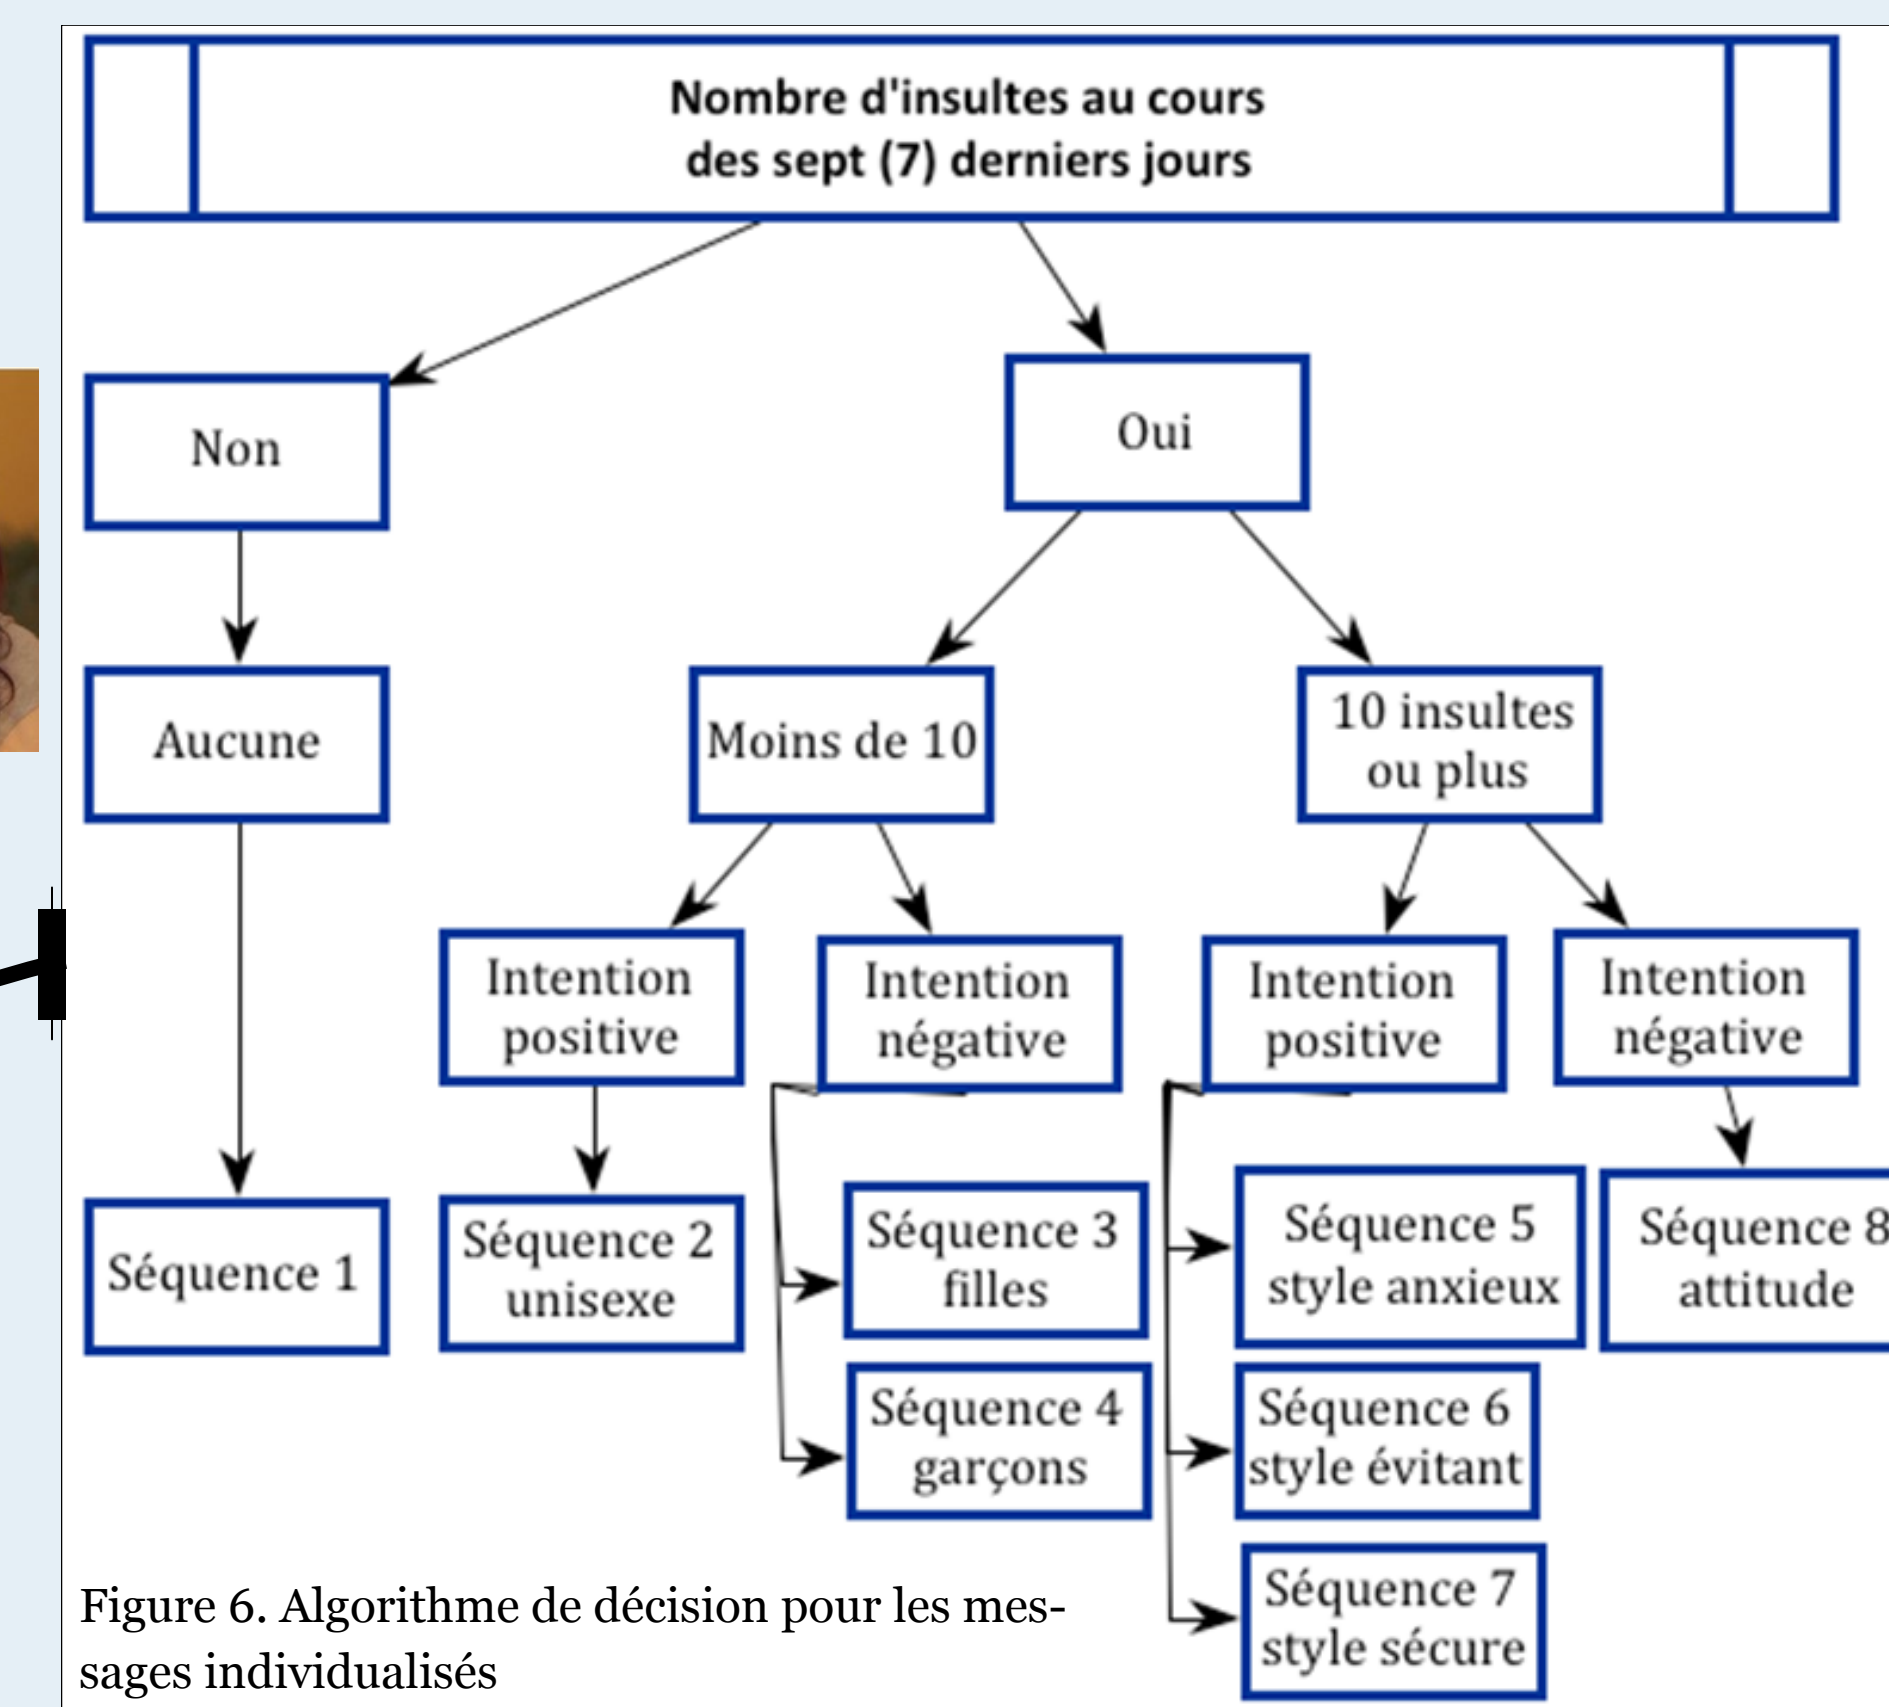 Nombre d'insultes au cours
des sept (7) derniers jours
Non
Oui
Aucune
Moins de 10
10 insultes
ou plus
Intention
positive
Intention
négative
Intention
positive
Intention
négative
Séquence 1
Séquence 2
unisexe
Séquence 3
filles
Séquence 4
garçons
Séquence 5
style anxieux
Séquence 6
style évitant
Séquence 7
style sécure
Séquence 8
attitude
Figure 6. Algorithme de décision pour les mes-
sages individualisés